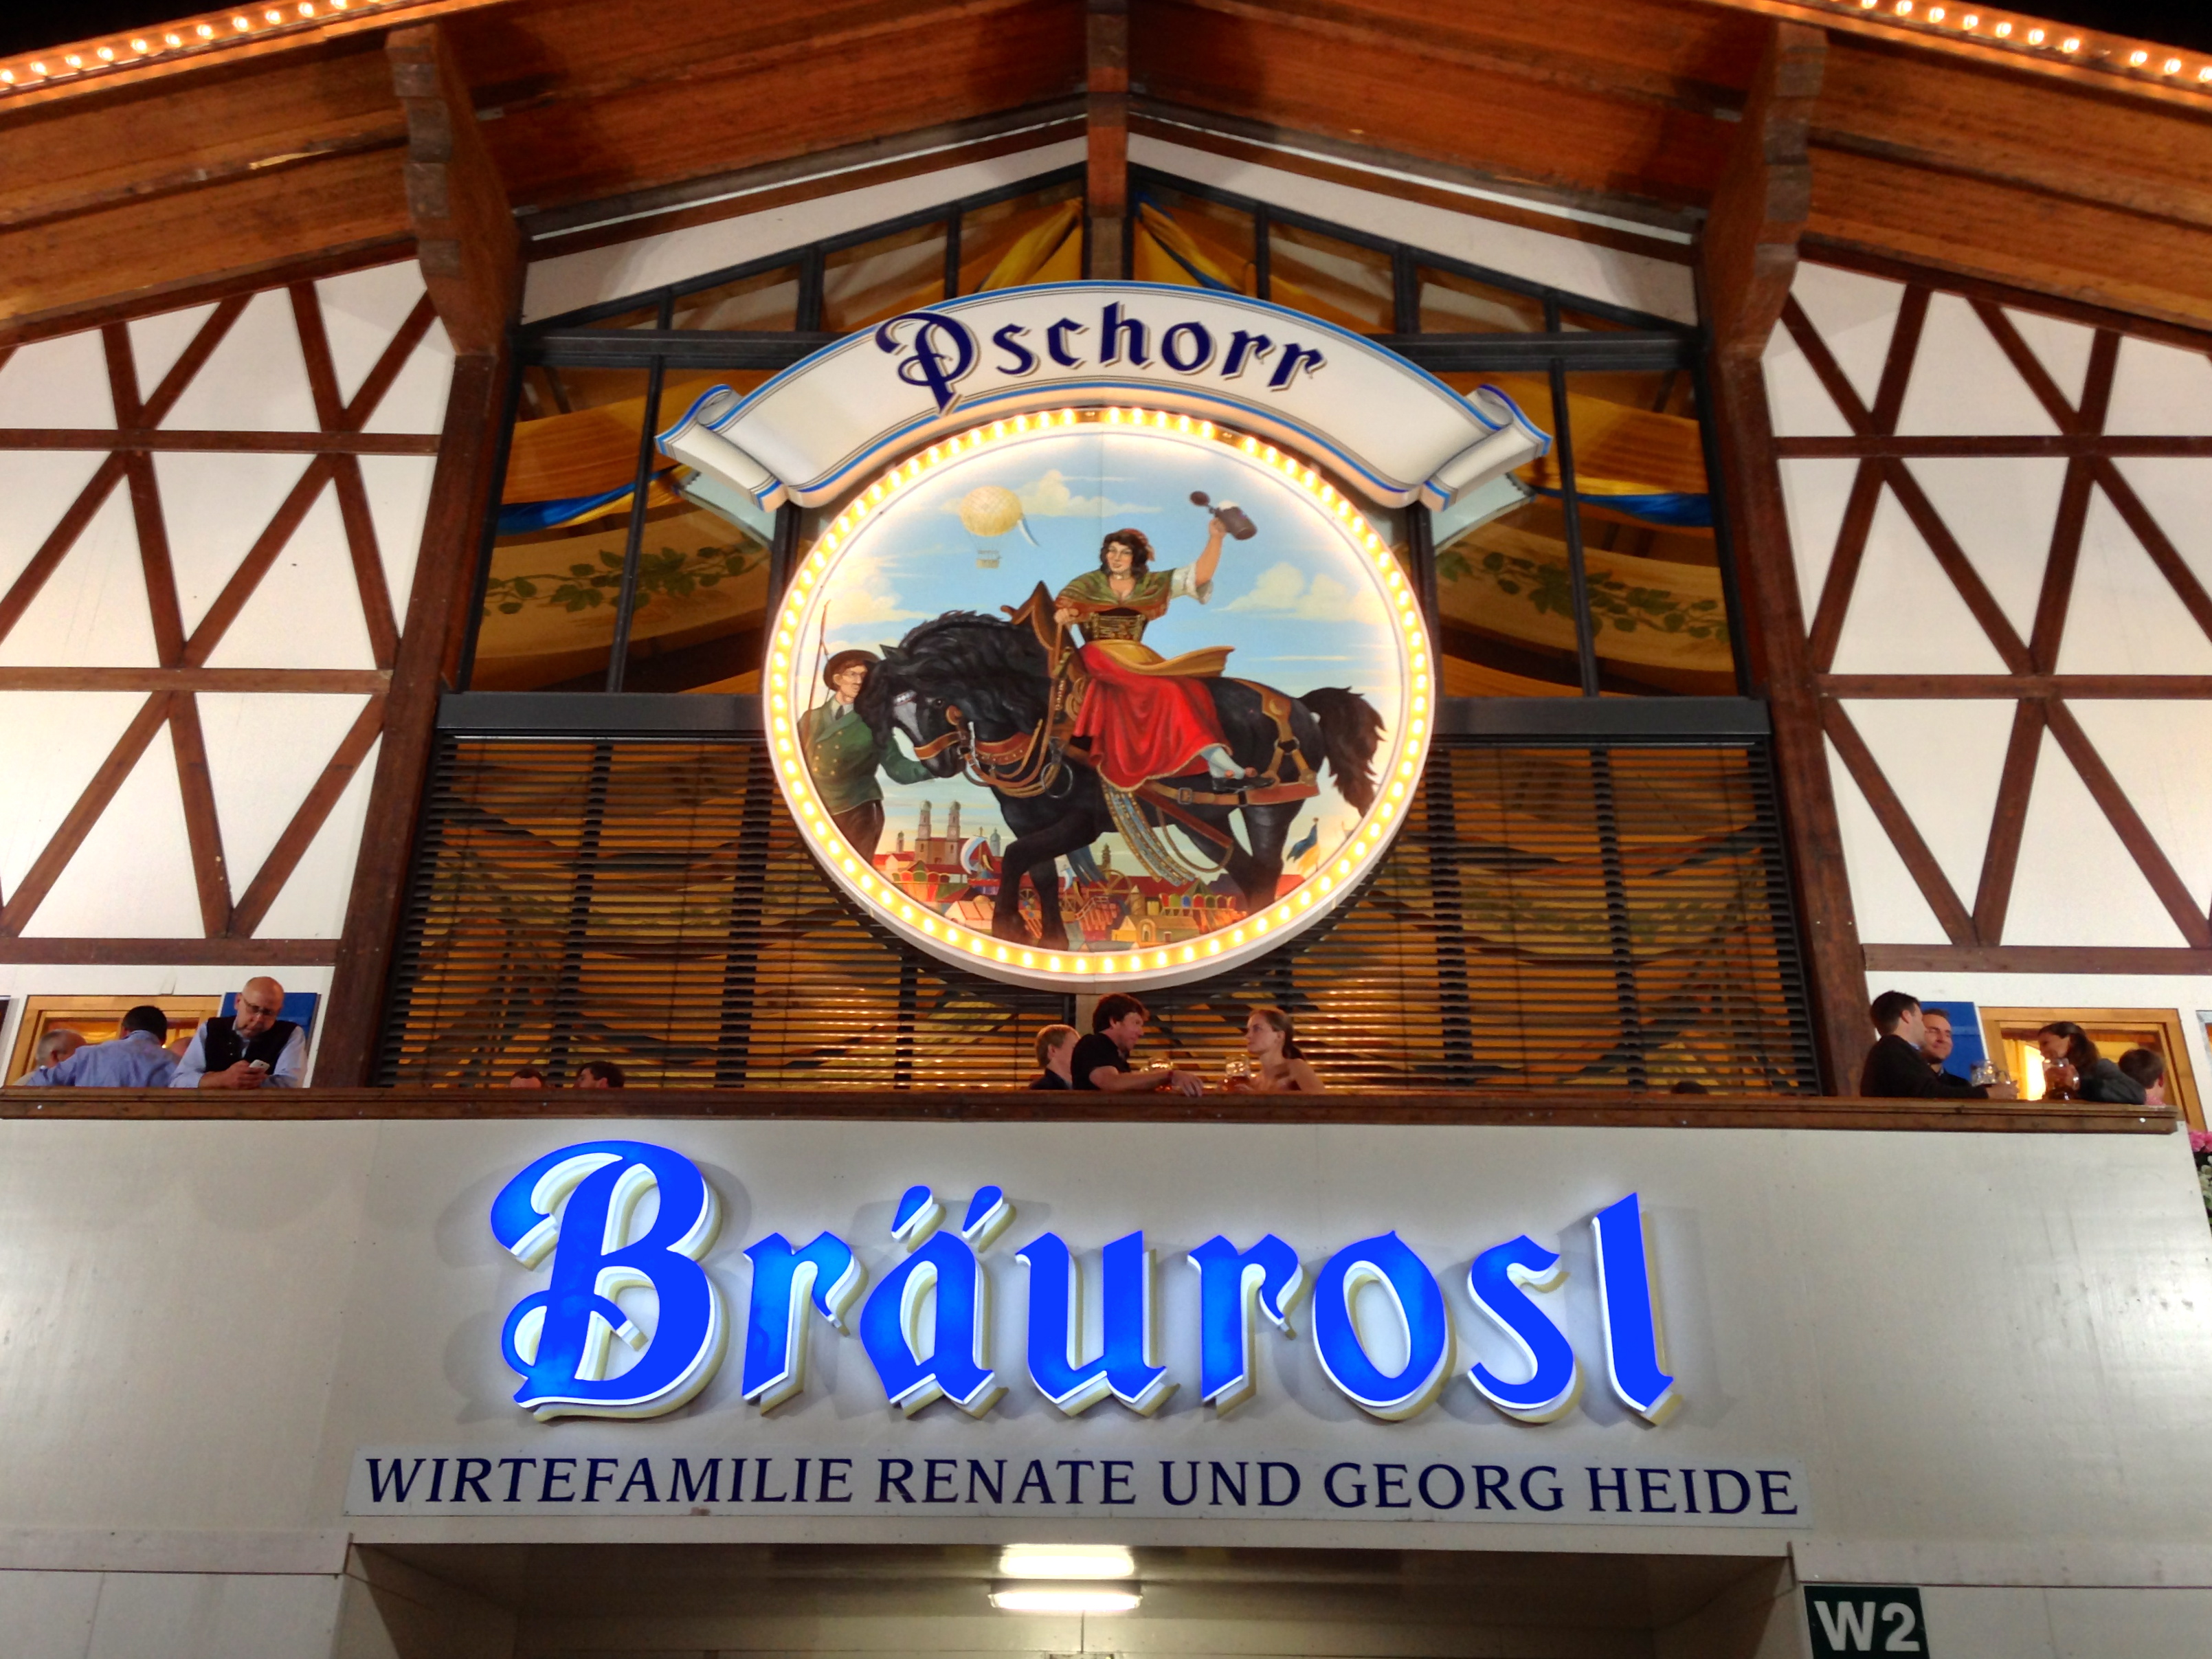 Pschorr
Bräurosl
WIRTEFAMILIE RENATE UND GEORG HEIDE
W2